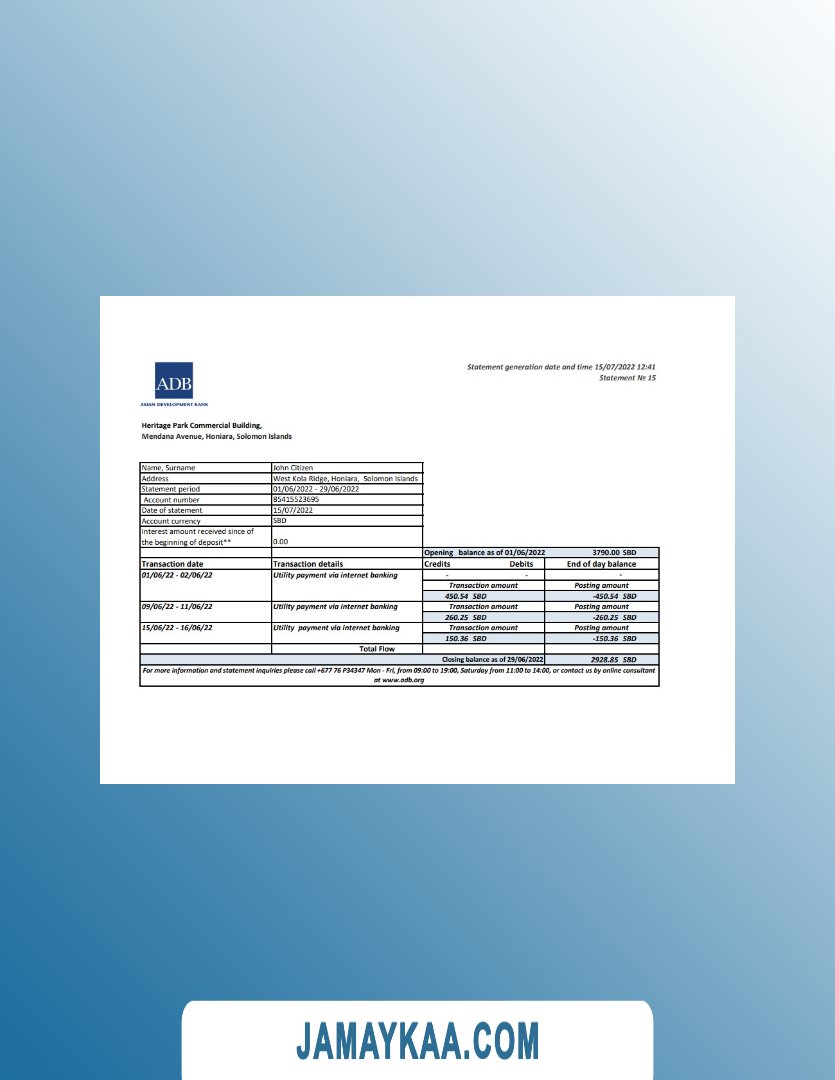 ADB
ASIAN DEVELOPMENT BANK
Statement generation date and time 15/07/2022 12:41
Statement № 15
Heritage Park Commercial Building,
Mendana Avenue, Honiara, Solomon Islands
Name, Surname John Citizen
Address West Kola Ridge, Honiara, Solomon Islands
Statement period 01/06/2022 - 29/06/2022
Account number 85415523695
Date of statement 15/07/2022
Account currency SBD
Interest amount received since of
the beginning of deposit** 0.00
Opening balance as of 01/06/2022 3790.00 SBD
Transaction date Transaction details Credits Debits End of day balance
01/06/22 - 02/06/22 Utility payment via internet banking - - -
Transaction amount Posting amount
450.54 SBD -450.54 SBD
09/06/22 - 11/06/22 Utility payment via internet banking Transaction amount Posting amount
260.25 SBD -260.25 SBD
15/06/22 - 16/06/22 Utility payment via internet banking Transaction amount Posting amount
150.36 SBD -150.36 SBD
Total Flow
Closing balance as of 29/06/2022 2928.85 SBD
For more information and statement inquiries please call +677 76 P34347 Mon - Fri, from 09:00 to 19:00, Saturday from 11:00 to 14:00, or contact us by online consultant
at www.adb.org
JAMAYKAA.COM